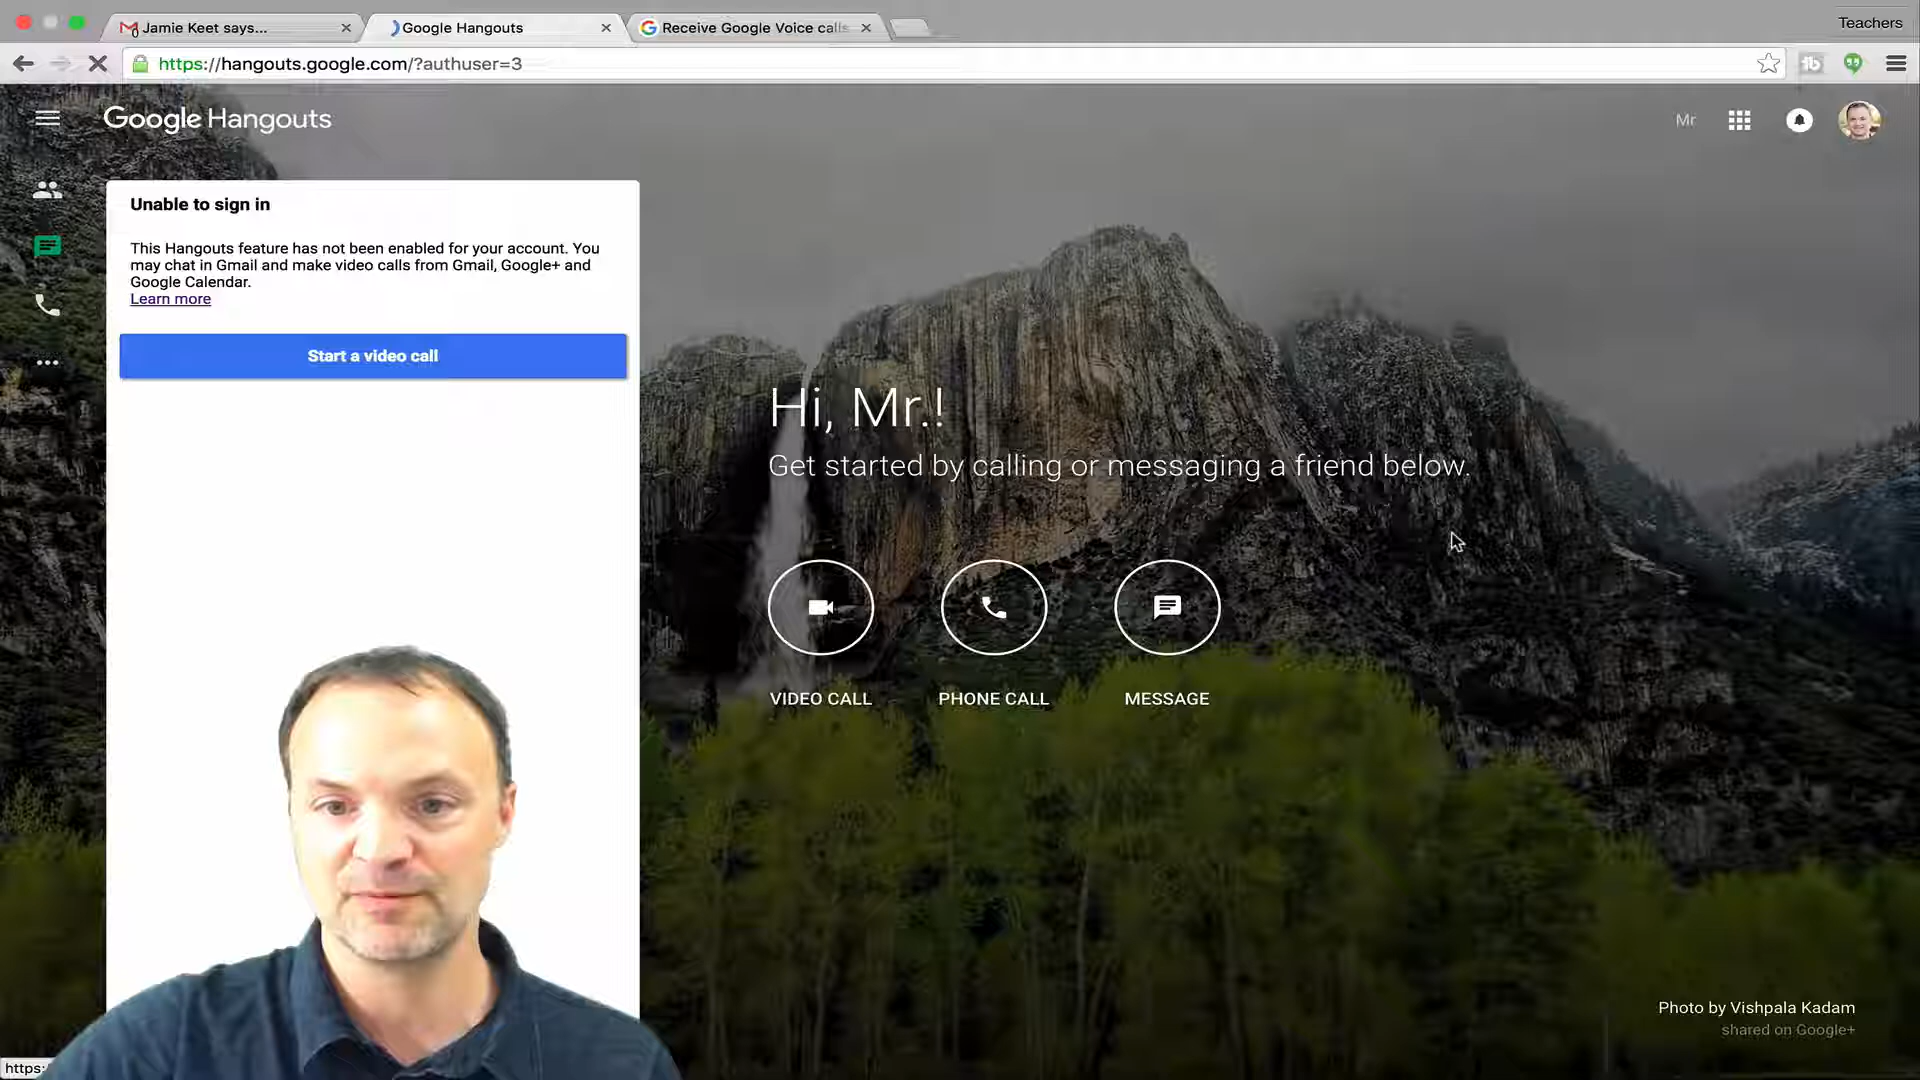 Jamie Keet says...
Google Hangouts
Receive Google Voice calls
Teachers
https://hangouts.google.com/?authuser=3
Google Hangouts
Mr
Unable to sign in
This Hangouts feature has not been enabled for your account. You
may chat in Gmail and make video calls from Gmail, Google+ and
Google Calendar.
Learn more
Start a video call
Hi, Mr.!
Get started by calling or messaging a friend below.
VIDEO CALL
PHONE CALL
MESSAGE
Photo by Vishpala Kadam
shared on Google+
https: